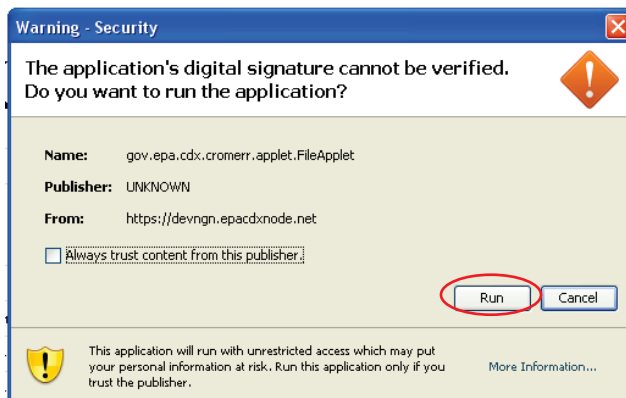 Warning - Security
The application's digital signature cannot be verified.
Do you want to run the application?
Name: gov.epa.cdx.cromerr.applet.FileApplet
Publisher: UNKNOWN
From: https://devngn.epacdxnode.net
Always trust content from this publisher.
Run Cancel
This application will run with unrestricted access which may put
your personal information at risk. Run this application only if you
trust the publisher.
More Information...